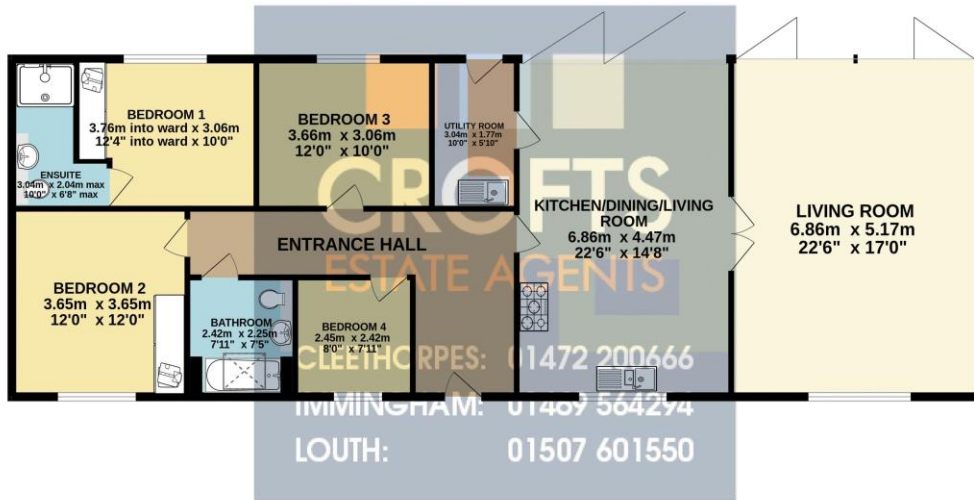 BEDROOM 1
3.76m into ward x 3.06m
12'4" into ward x 10'0"
BEDROOM 3
3.66m x 3.06m
12'0" x 10'0"
UTILITY ROOM
3.04m x 1.77m
10'0" x 5'10"
ENSUITE
3.04m x 2.04m max
10'0" x 6'8" max
CROFTS
ESTATE AGENTS
KITCHEN/DINING/LIVING
ROOM
6.86m x 4.47m
22'6" x 14'8"
LIVING ROOM
6.86m x 5.17m
22'6" x 17'0"
ENTRANCE HALL
BEDROOM 2
3.65m x 3.65m
12'0" x 12'0"
BATHROOM
2.42m x 2.25m
7'11" x 7'5"
BEDROOM 4
2.45m x 2.42m
8'0" x 7'11"
CLEETHORPES: 01472 200666
IMMINGHAM: 01469 564294
LOUTH: 01507 601550